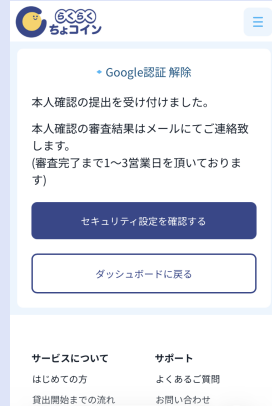 らくらく
ちょコイン
Google認証 解除
本人確認の提出を受け付けました。
本人確認の審査結果はメールにてご連絡致
します。
(審査完了まで1〜3営業日を頂いておりま
す)
セキュリティ設定を確認する
ダッシュボードに戻る
サービスについて
サポート
はじめての方
よくあるご質問
貸出開始までの流れ
お問い合わせ